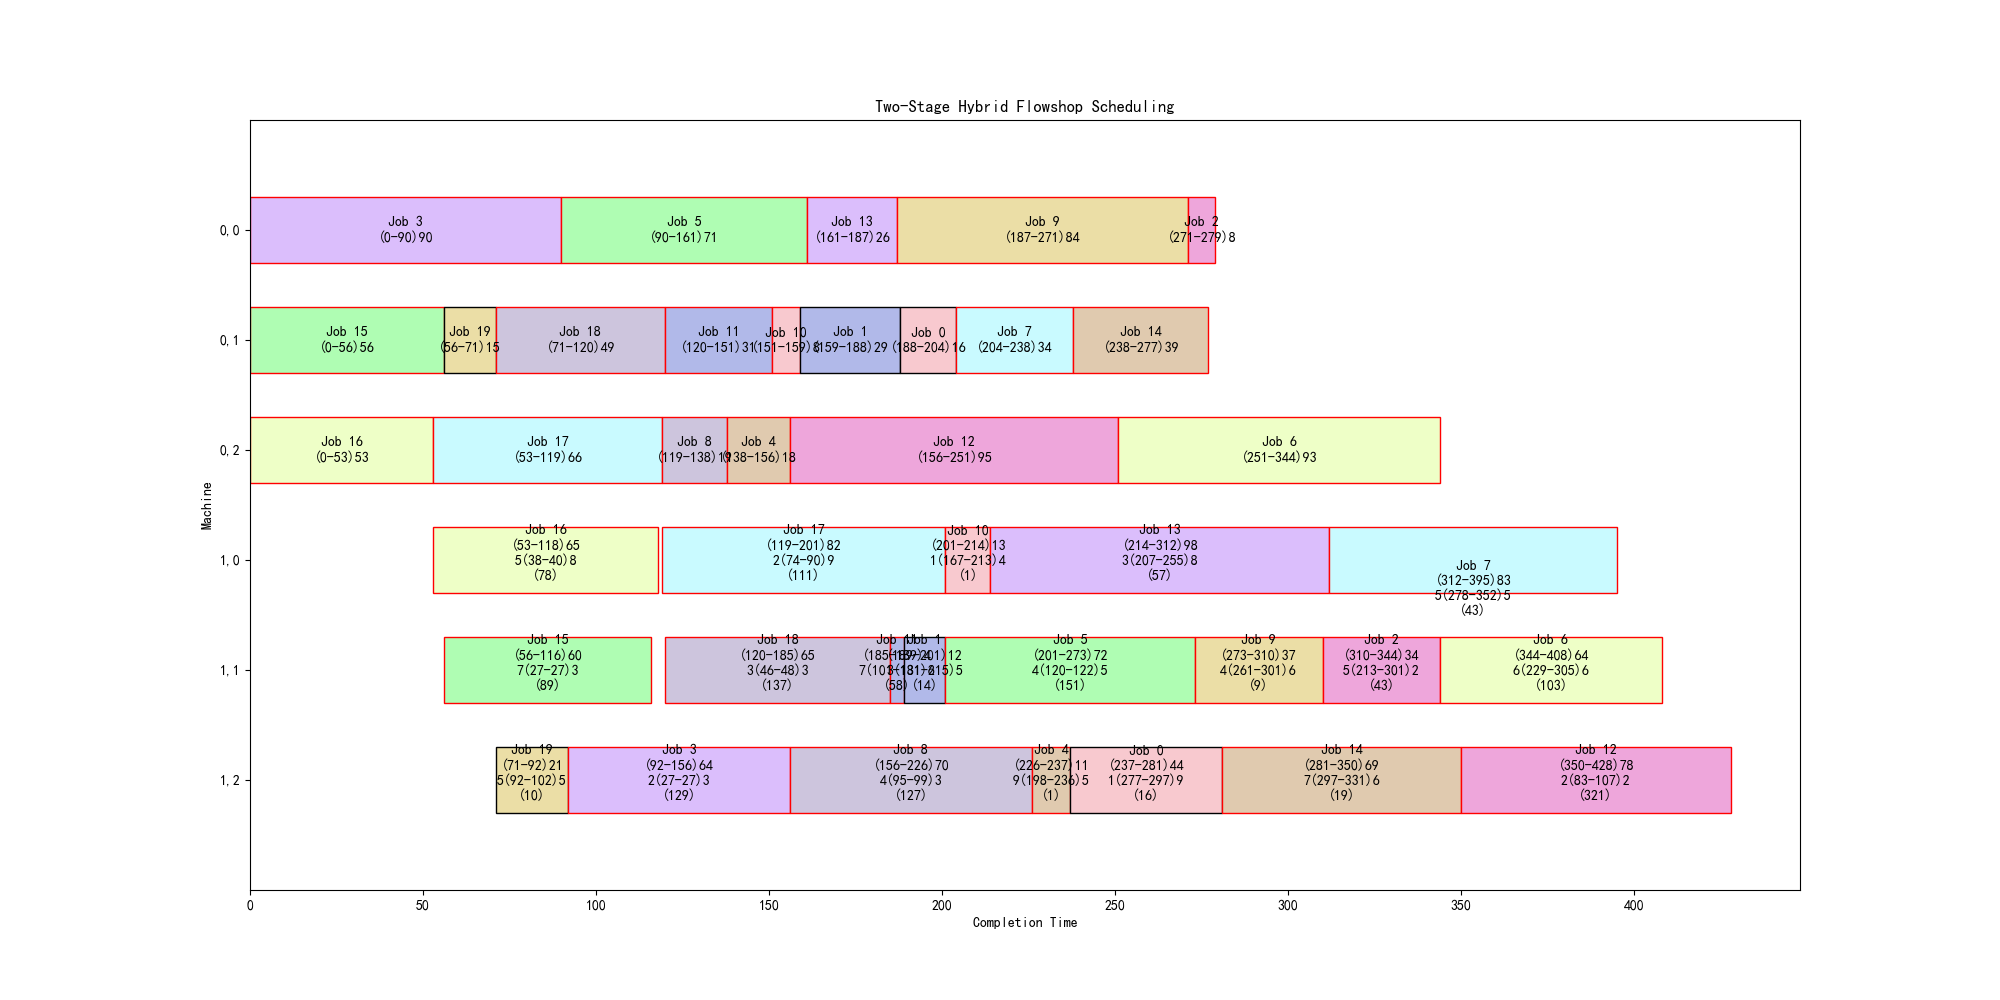 Two-Stage Hybrid Flowshop Scheduling
Machine
0,0
Job 3
(0-90)90
Job 5
(90-161)71
Job 13
(161-187)26
Job 9
(187-271)84
Job 2
(271-279)8
0,1
Job 15
(0-56)56
Job 19
(56-71)15
Job 18
(71-120)49
Job 11
(120-151)31
Job 10
(151-159)8
Job 1
(159-188)29
Job 0
(188-204)16
Job 7
(204-238)34
Job 14
(238-277)39
0,2
Job 16
(0-53)53
Job 17
(53-119)66
Job 8
(119-138)19
Job 4
(138-156)18
Job 12
(156-251)95
Job 6
(251-344)93
1,0
Job 16
(53-118)65
5(38-40)8
(78)
Job 17
(119-201)82
2(74-90)9
(111)
Job 10
(201-214)13
1(167-213)4
(1)
Job 13
(214-312)98
3(207-255)8
(57)
Job 7
(312-395)83
5(278-352)5
(43)
1,1
Job 15
(56-116)60
7(27-27)3
(89)
Job 18
(120-185)65
3(46-48)3
(137)
Job 11
(185-189)4
(58)
Job 1
(189-201)12
(14)
Job 5
(201-273)72
4(120-122)5
(151)
Job 9
(273-310)37
4(261-301)6
(9)
Job 2
(310-344)34
5(213-301)2
(43)
Job 6
(344-408)64
6(229-305)6
(103)
1,2
Job 19
(71-92)21
5(92-102)5
(10)
Job 3
(92-156)64
2(27-27)3
(129)
Job 8
(156-226)70
4(95-99)3
(127)
Job 4
(226-237)11
9(198-236)5
(1)
Job 0
(237-281)44
1(277-297)9
(16)
Job 14
(281-350)69
7(297-331)6
(19)
Job 12
(350-428)78
2(83-107)2
(321)
0
50
100
150
200
250
300
350
400
Completion Time